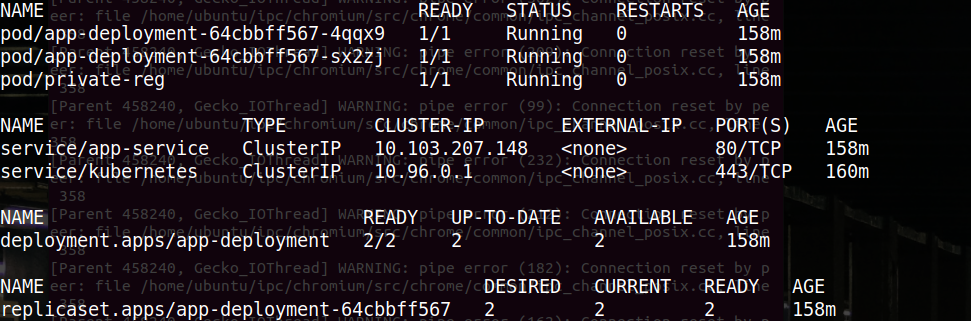 NAME READY STATUS RESTARTS AGE
pod/app-deployment-64cbbff567-4qqx9 1/1 Running 0 158m
pod/app-deployment-64cbbff567-sx2zj 1/1 Running 0 158m
pod/private-reg 1/1 Running 0 158m
[Parent 458240, Gecko_IOThread] WARNING: pipe error (99): Connection reset by p
NAME TYPE CLUSTER-IP EXTERNAL-IP PORT(S) AGE
service/app-service ClusterIP 10.103.207.148 <none> 80/TCP 158m
service/kubernetes ClusterIP 10.96.0.1 <none> 443/TCP 160m
358
NAME READY UP-TO-DATE AVAILABLE AGE
deployment.apps/app-deployment 2/2 2 2 158m
[Parent 458240, Gecko_IOThread] WARNING: pipe error (182): Connection reset by p
NAME DESIRED CURRENT READY AGE
replicaset.apps/app-deployment-64cbbff567 2 2 2 158m